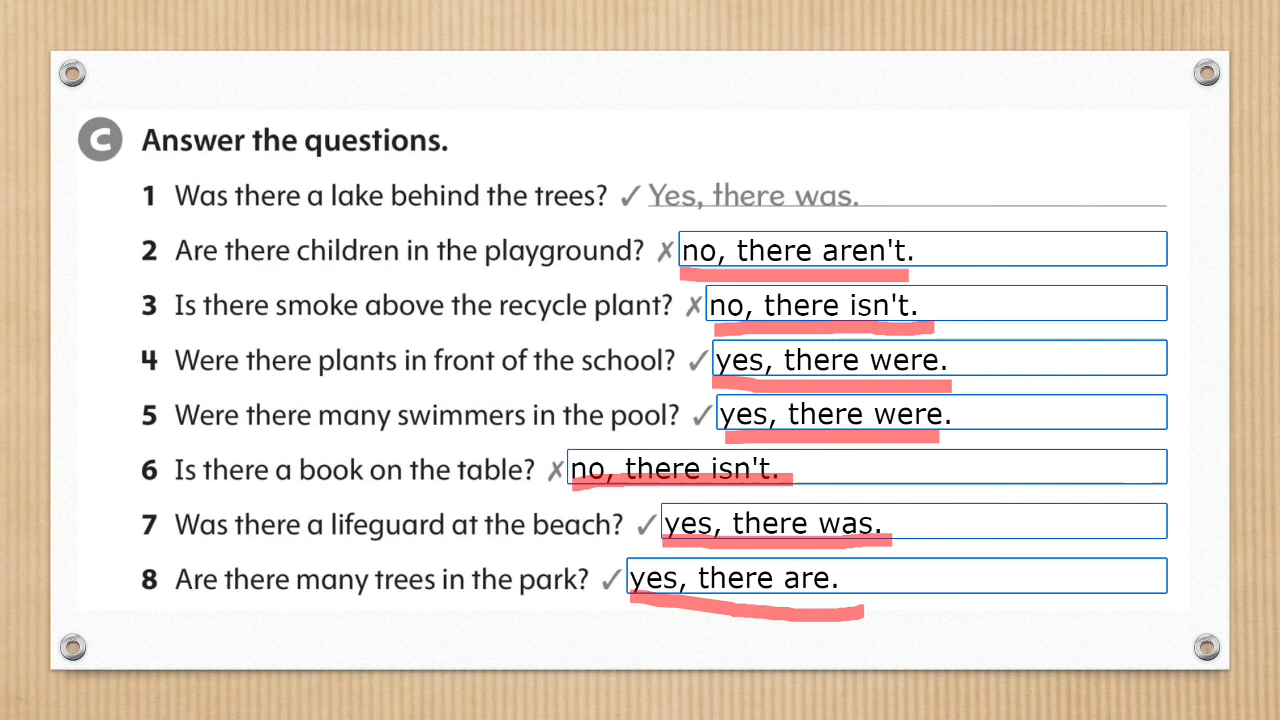 C Answer the questions.
1 Was there a lake behind the trees? ✓ Yes, there was.
2 Are there children in the playground? ✗ no, there aren't.
3 Is there smoke above the recycle plant? ✗ no, there isn't.
4 Were there plants in front of the school? ✓ yes, there were.
5 Were there many swimmers in the pool? ✓ yes, there were.
6 Is there a book on the table? ✗ no, there isn't.
7 Was there a lifeguard at the beach? ✓ yes, there was.
8 Are there many trees in the park? ✓ yes, there are.